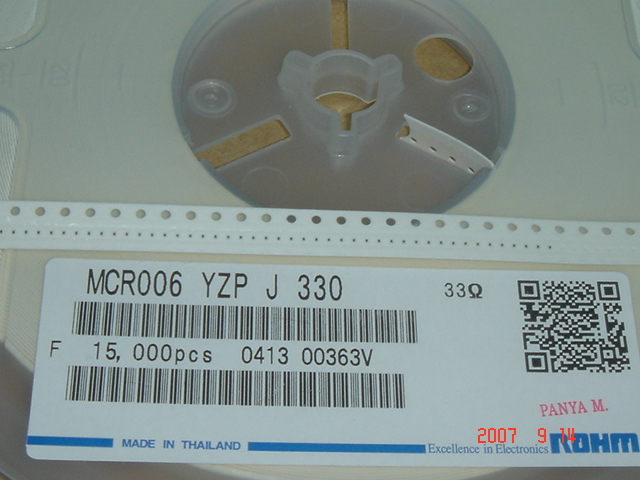 MCR006 YZP J 330 33Ω
F 15,000pcs 0413 00363V
PANYA M.
2007 9 14
MADE IN THAILAND
Excellence in Electronics ROHM